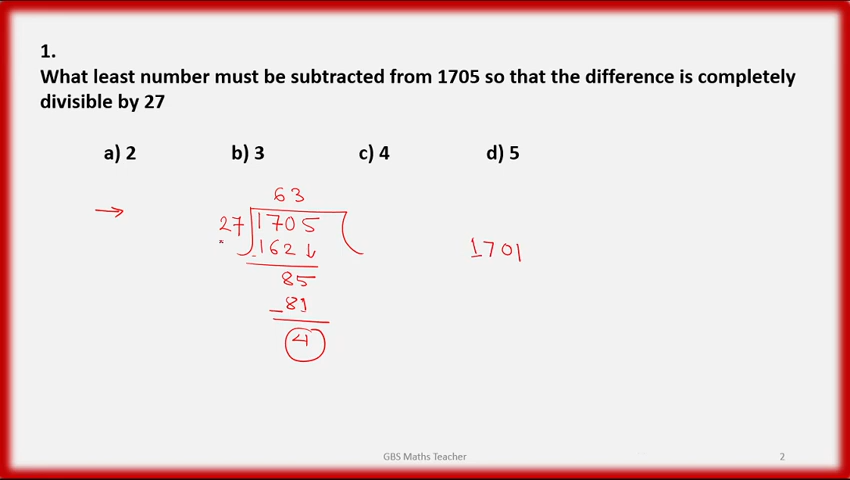 1.
What least number must be subtracted from 1705 so that the difference is completely
divisible by 27
a) 2 b) 3 c) 4 d) 5
63
27 1705
162
1701
85
81
4
GBS Maths Teacher 2